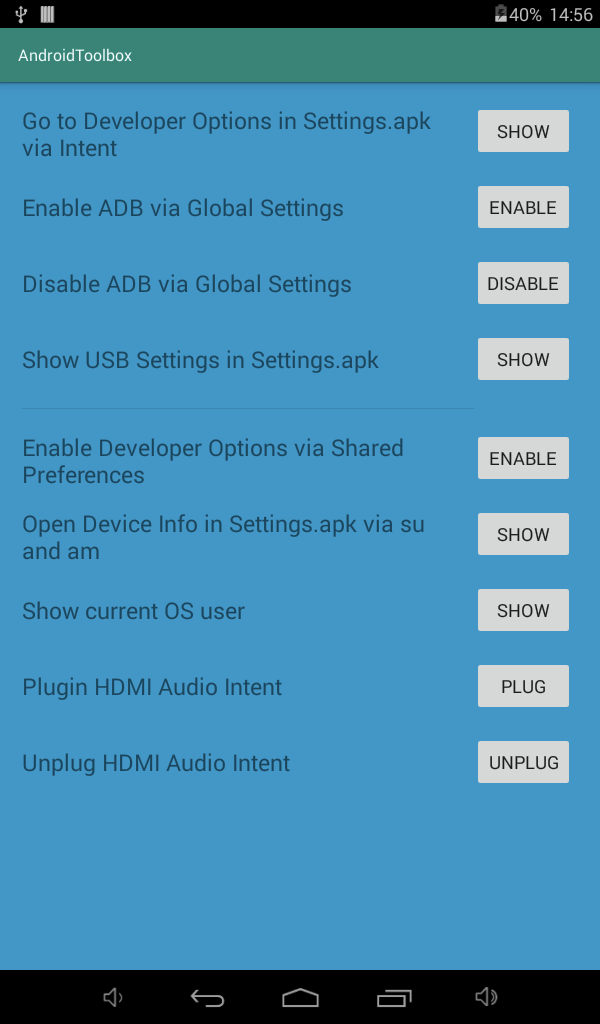 40% 14:56
AndroidToolbox
Go to Developer Options in Settings.apk
via Intent
SHOW
Enable ADB via Global Settings
ENABLE
Disable ADB via Global Settings
DISABLE
Show USB Settings in Settings.apk
SHOW
Enable Developer Options via Shared
Preferences
ENABLE
Open Device Info in Settings.apk via su
and am
SHOW
Show current OS user
SHOW
Plugin HDMI Audio Intent
PLUG
Unplug HDMI Audio Intent
UNPLUG